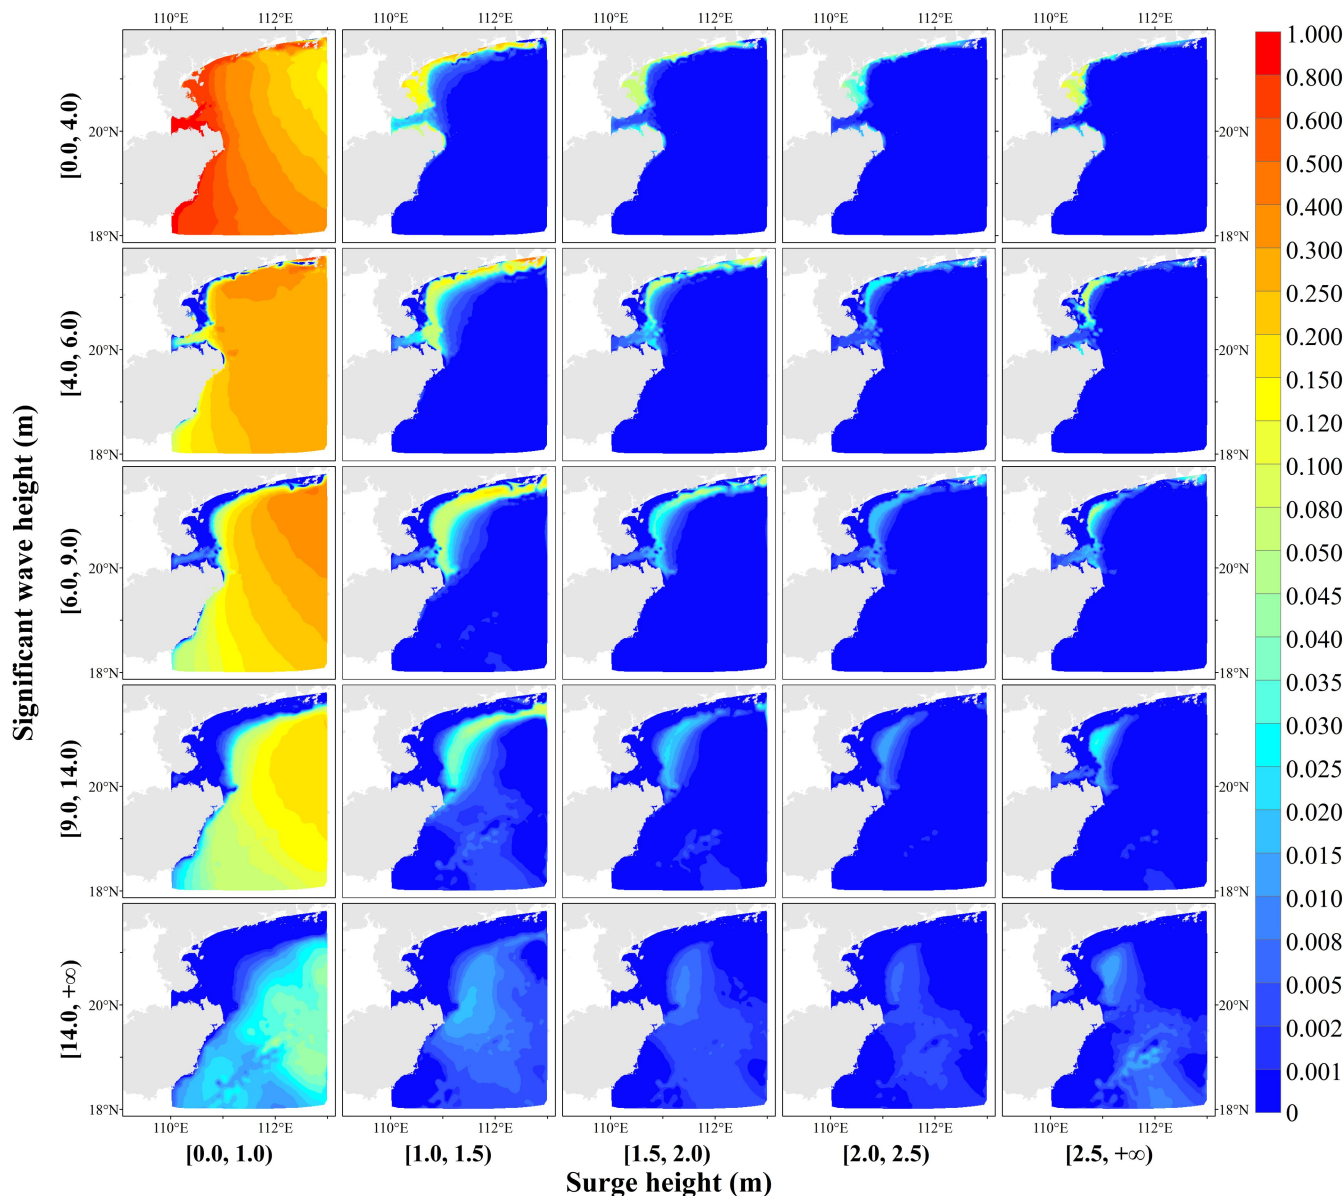 110°E 112°E 110°E 112°E 110°E 112°E 110°E 112°E 110°E 112°E
[0.0, 4.0)
20°N 20°N
18°N 18°N
[4.0, 6.0)
20°N 20°N
18°N 18°N
[6.0, 9.0)
20°N 20°N
18°N 18°N
[9.0, 14.0)
20°N 20°N
18°N 18°N
[14.0, +∞)
20°N 20°N
18°N 18°N
Significant wave height (m)
110°E 112°E 110°E 112°E 110°E 112°E 110°E 112°E 110°E 112°E
[0.0, 1.0) [1.0, 1.5) [1.5, 2.0) [2.0, 2.5) [2.5, +∞)
Surge height (m)
1.000
0.800
0.600
0.500
0.400
0.300
0.250
0.200
0.150
0.120
0.100
0.080
0.050
0.045
0.040
0.035
0.030
0.025
0.020
0.015
0.010
0.008
0.005
0.002
0.001
0